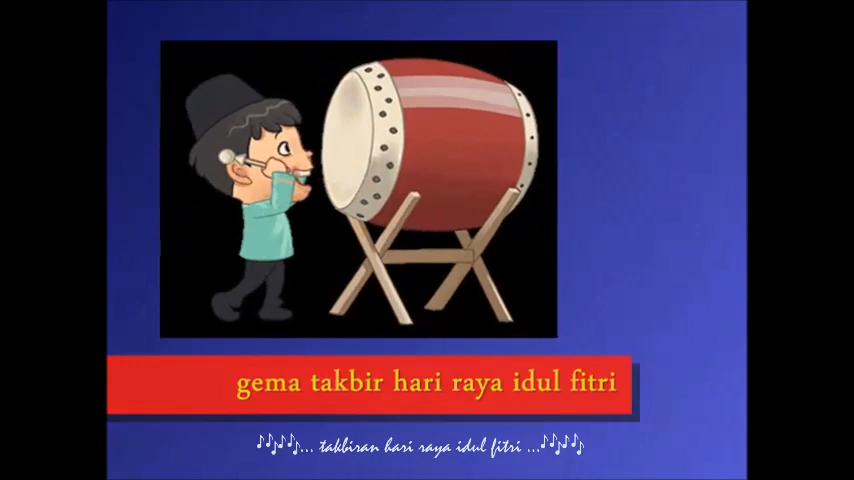 gema takbir hari raya idul fitri
🎶🎶... takbiran hari raya idul fitri ...🎶🎶